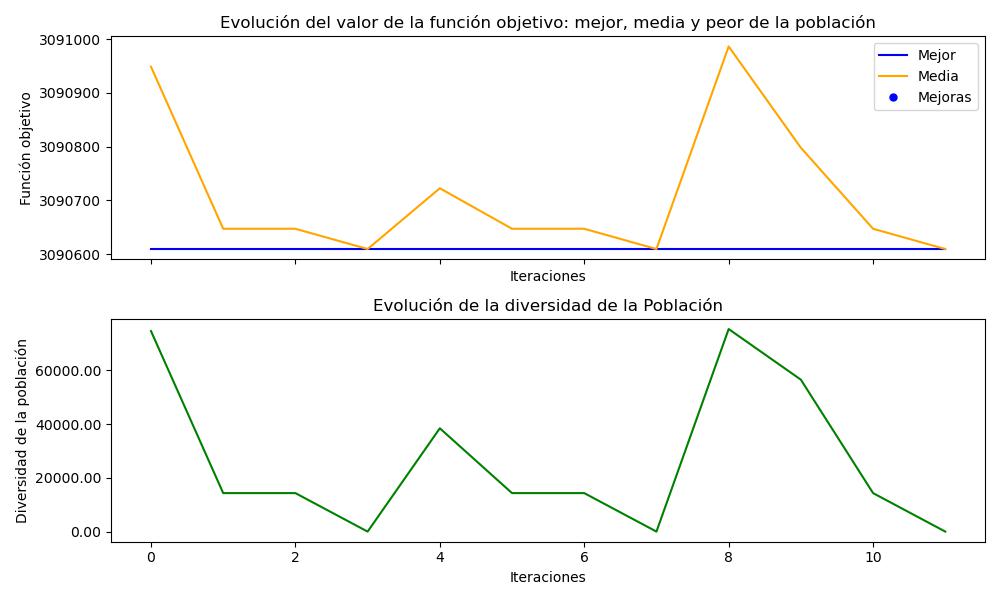 Evolución del valor de la función objetivo: mejor, media y peor de la población
3091000
3090900
3090800
3090700
3090600
Función objetivo
Mejor
Media
Mejoras
Iteraciones
Evolución de la diversidad de la Población
60000.00
40000.00
20000.00
0.00
Diversidad de la población
0 2 4 6 8 10
Iteraciones